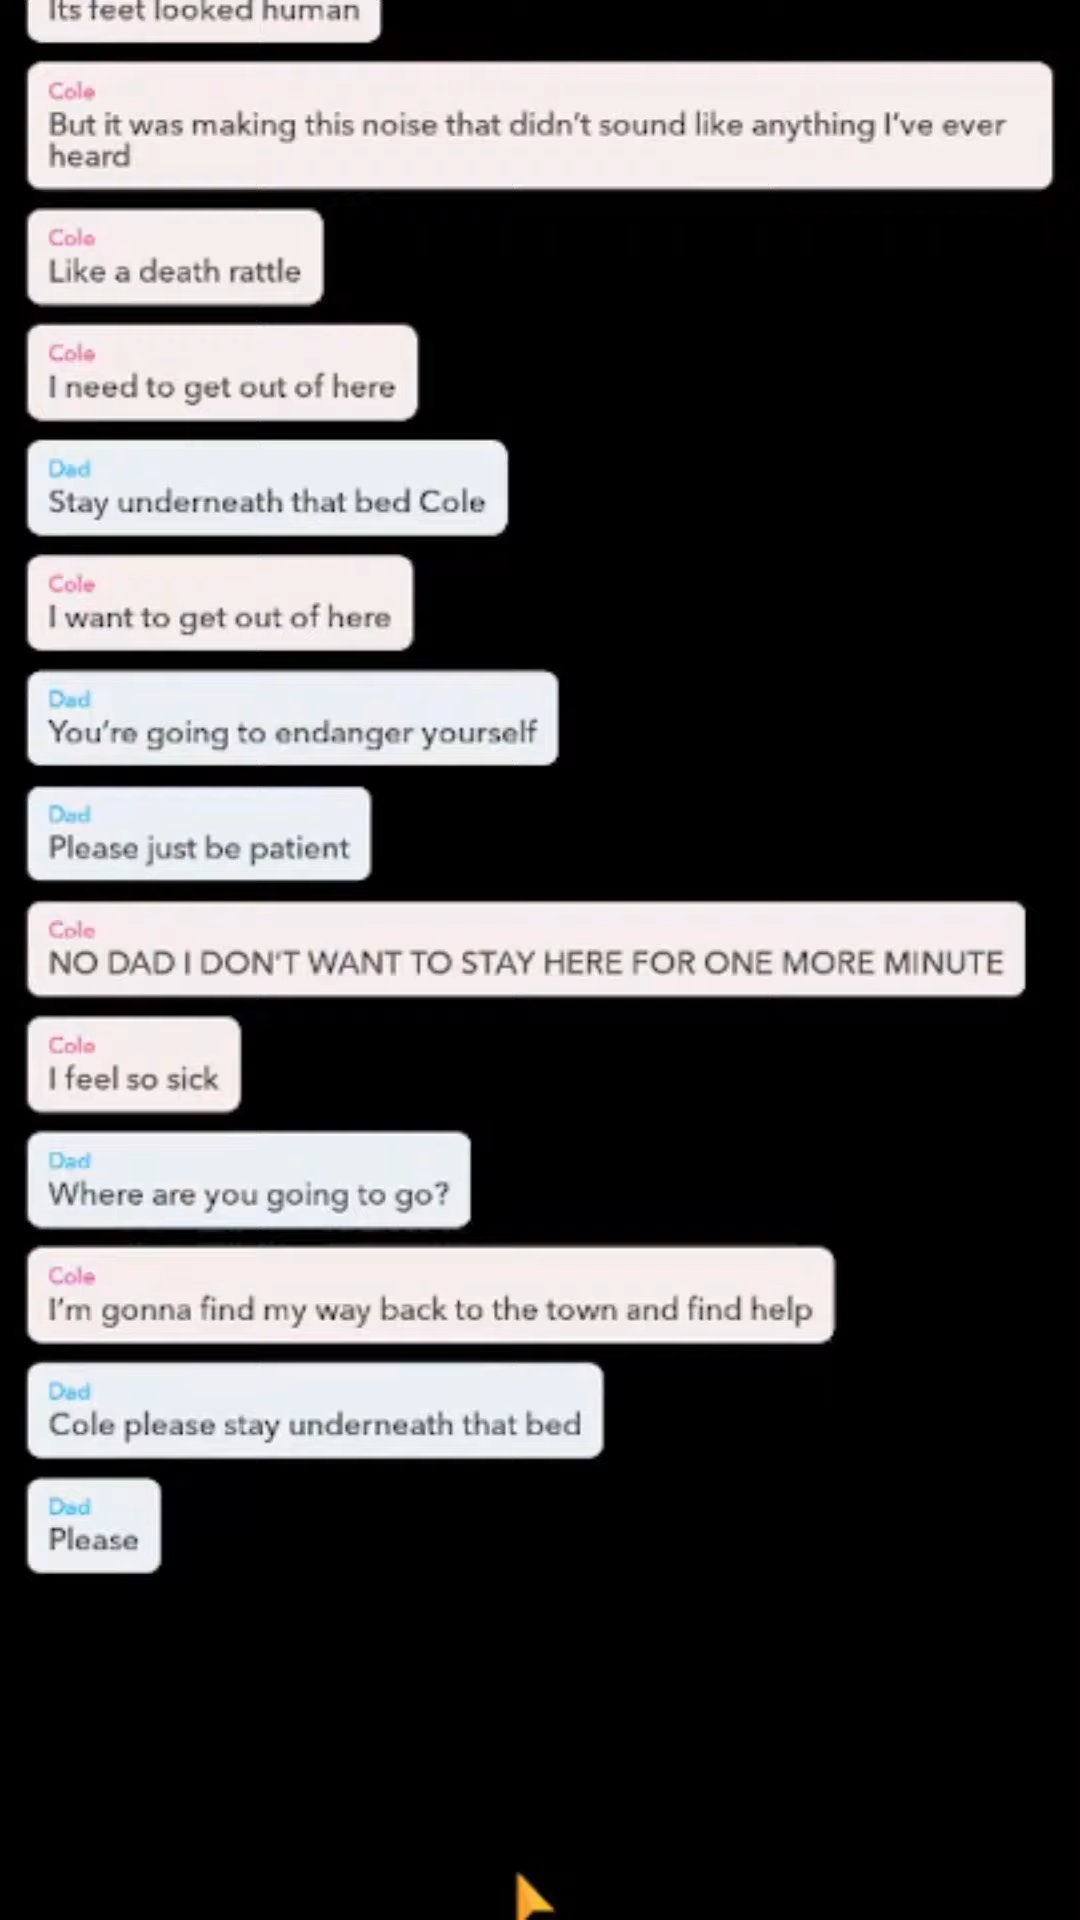 Its feet looked human
Cole
But it was making this noise that didn't sound like anything I've ever
heard
Cole
Like a death rattle
Cole
I need to get out of here
Dad
Stay underneath that bed Cole
Cole
I want to get out of here
Dad
You're going to endanger yourself
Dad
Please just be patient
Cole
NO DAD I DON'T WANT TO STAY HERE FOR ONE MORE MINUTE
Cole
I feel so sick
Dad
Where are you going to go?
Cole
I'm gonna find my way back to the town and find help
Dad
Cole please stay underneath that bed
Dad
Please